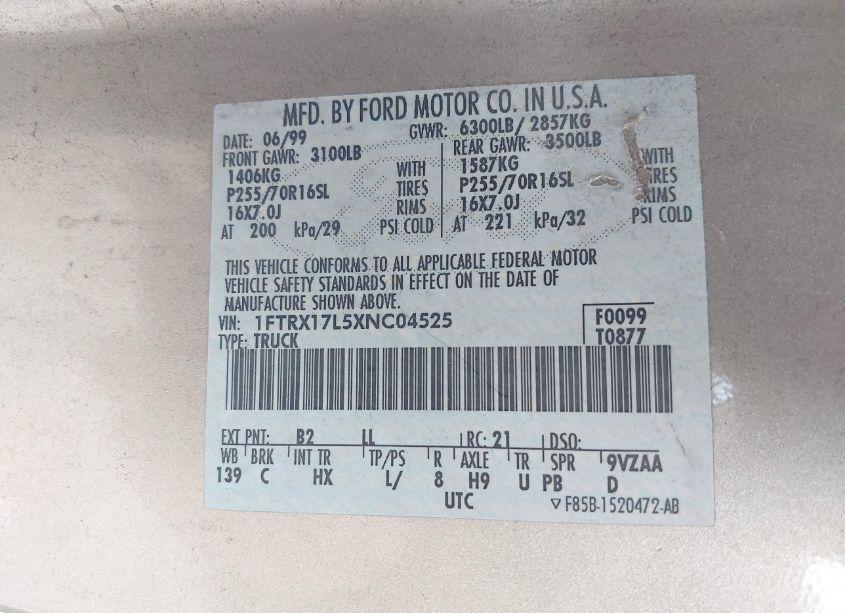 MFD. BY FORD MOTOR CO. IN U.S.A.
DATE: 06/99 GVWR: 6300LB/ 2857KG
FRONT GAWR: 3100LB REAR GAWR: 3500LB
1406KG WITH 1587KG WITH
P255/70R16SL TIRES P255/70R16SL TIRES
16X7.0J RIMS 16X7.0J RIMS
AT 200 kPa/29 PSI COLD AT 221 kPa/32 PSI COLD
THIS VEHICLE CONFORMS TO ALL APPLICABLE FEDERAL MOTOR
VEHICLE SAFETY STANDARDS IN EFFECT ON THE DATE OF
MANUFACTURE SHOWN ABOVE.
VIN: 1FTRX17L5XNC04525 F0099
TYPE: TRUCK T0877
EXT PNT: B2 LL RC: 21 DSO:
WB BRK INT TR TP/PS R AXLE TR SPR 9VZAA
139 C HX L/ 8 H9 U PB D
UTC ▽ F85B-1520472-AB